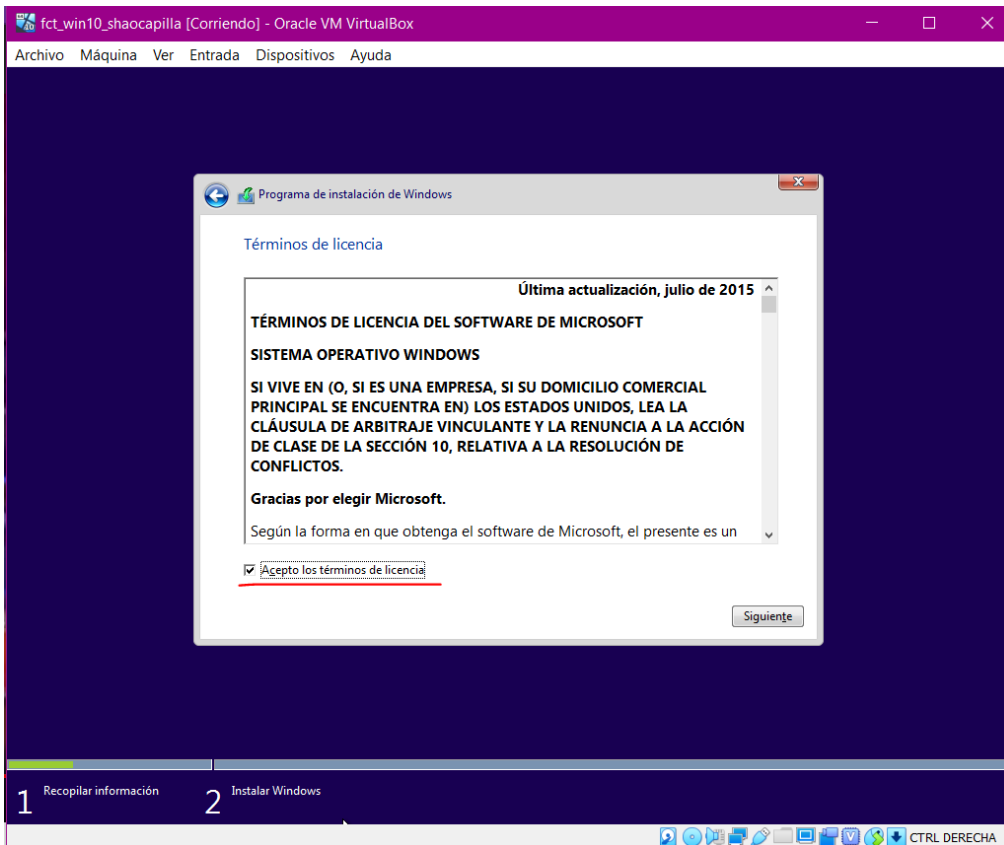 fct_win10_shaocapilla [Corriendo] - Oracle VM VirtualBox
Archivo Máquina Ver Entrada Dispositivos Ayuda
Programa de instalación de Windows
Términos de licencia
Última actualización, julio de 2015
TÉRMINOS DE LICENCIA DEL SOFTWARE DE MICROSOFT
SISTEMA OPERATIVO WINDOWS
SI VIVE EN (O, SI ES UNA EMPRESA, SI SU DOMICILIO COMERCIAL
PRINCIPAL SE ENCUENTRA EN) LOS ESTADOS UNIDOS, LEA LA
CLÁUSULA DE ARBITRAJE VINCULANTE Y LA RENUNCIA A LA ACCIÓN
DE CLASE DE LA SECCIÓN 10, RELATIVA A LA RESOLUCIÓN DE
CONFLICTOS.
Gracias por elegir Microsoft.
Según la forma en que obtenga el software de Microsoft, el presente es un
Acepto los términos de licencia
Siguiente
1 Recopilar información 2 Instalar Windows
CTRL DERECHA